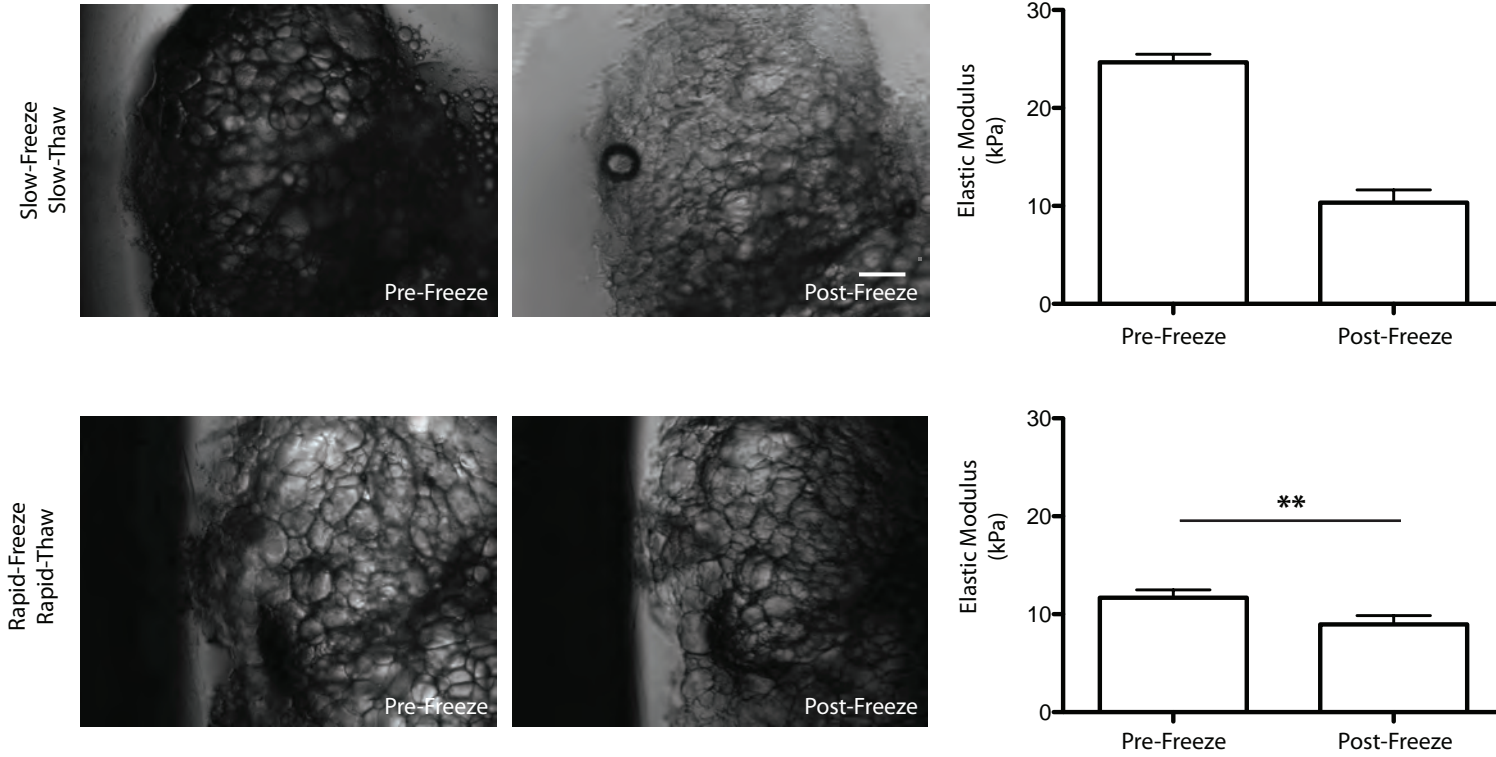 Slow-Freeze
Slow-Thaw
Pre-Freeze
Post-Freeze
Elastic Modulus
(kPa)
30
20
10
0
Pre-Freeze
Post-Freeze
Rapid-Freeze
Rapid-Thaw
Pre-Freeze
Post-Freeze
Elastic Modulus
(kPa)
30
20
10
0
**
Pre-Freeze
Post-Freeze